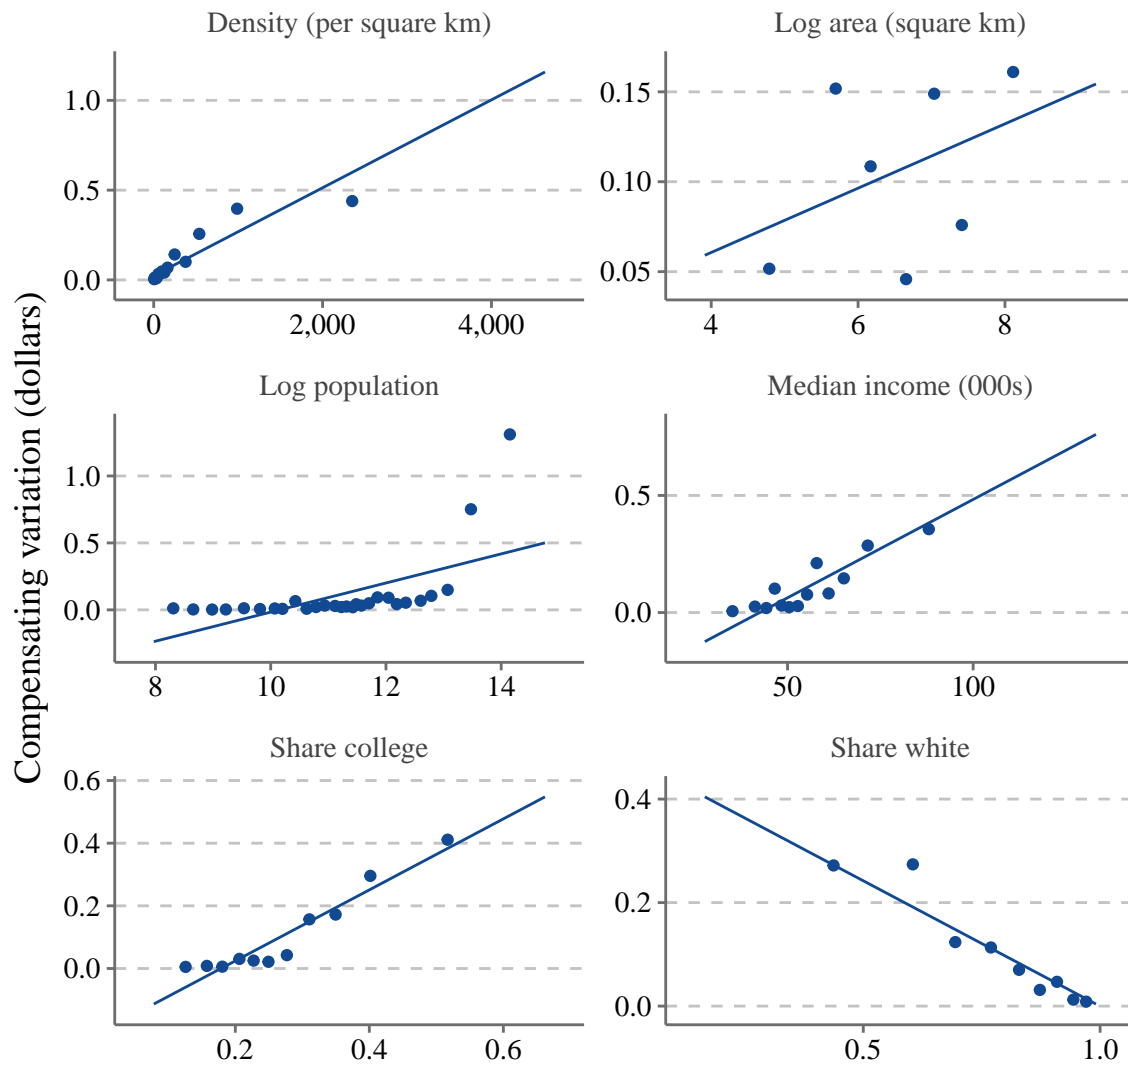 Compensating variation (dollars)
Density (per square km)
1.0
0.5
0.0
0 2,000 4,000
Log area (square km)
0.15
0.10
0.05
4 6 8
Log population
1.0
0.5
0.0
8 10 12 14
Median income (000s)
0.5
0.0
50 100
Share college
0.6
0.4
0.2
0.0
0.2 0.4 0.6
Share white
0.4
0.2
0.0
0.5 1.0